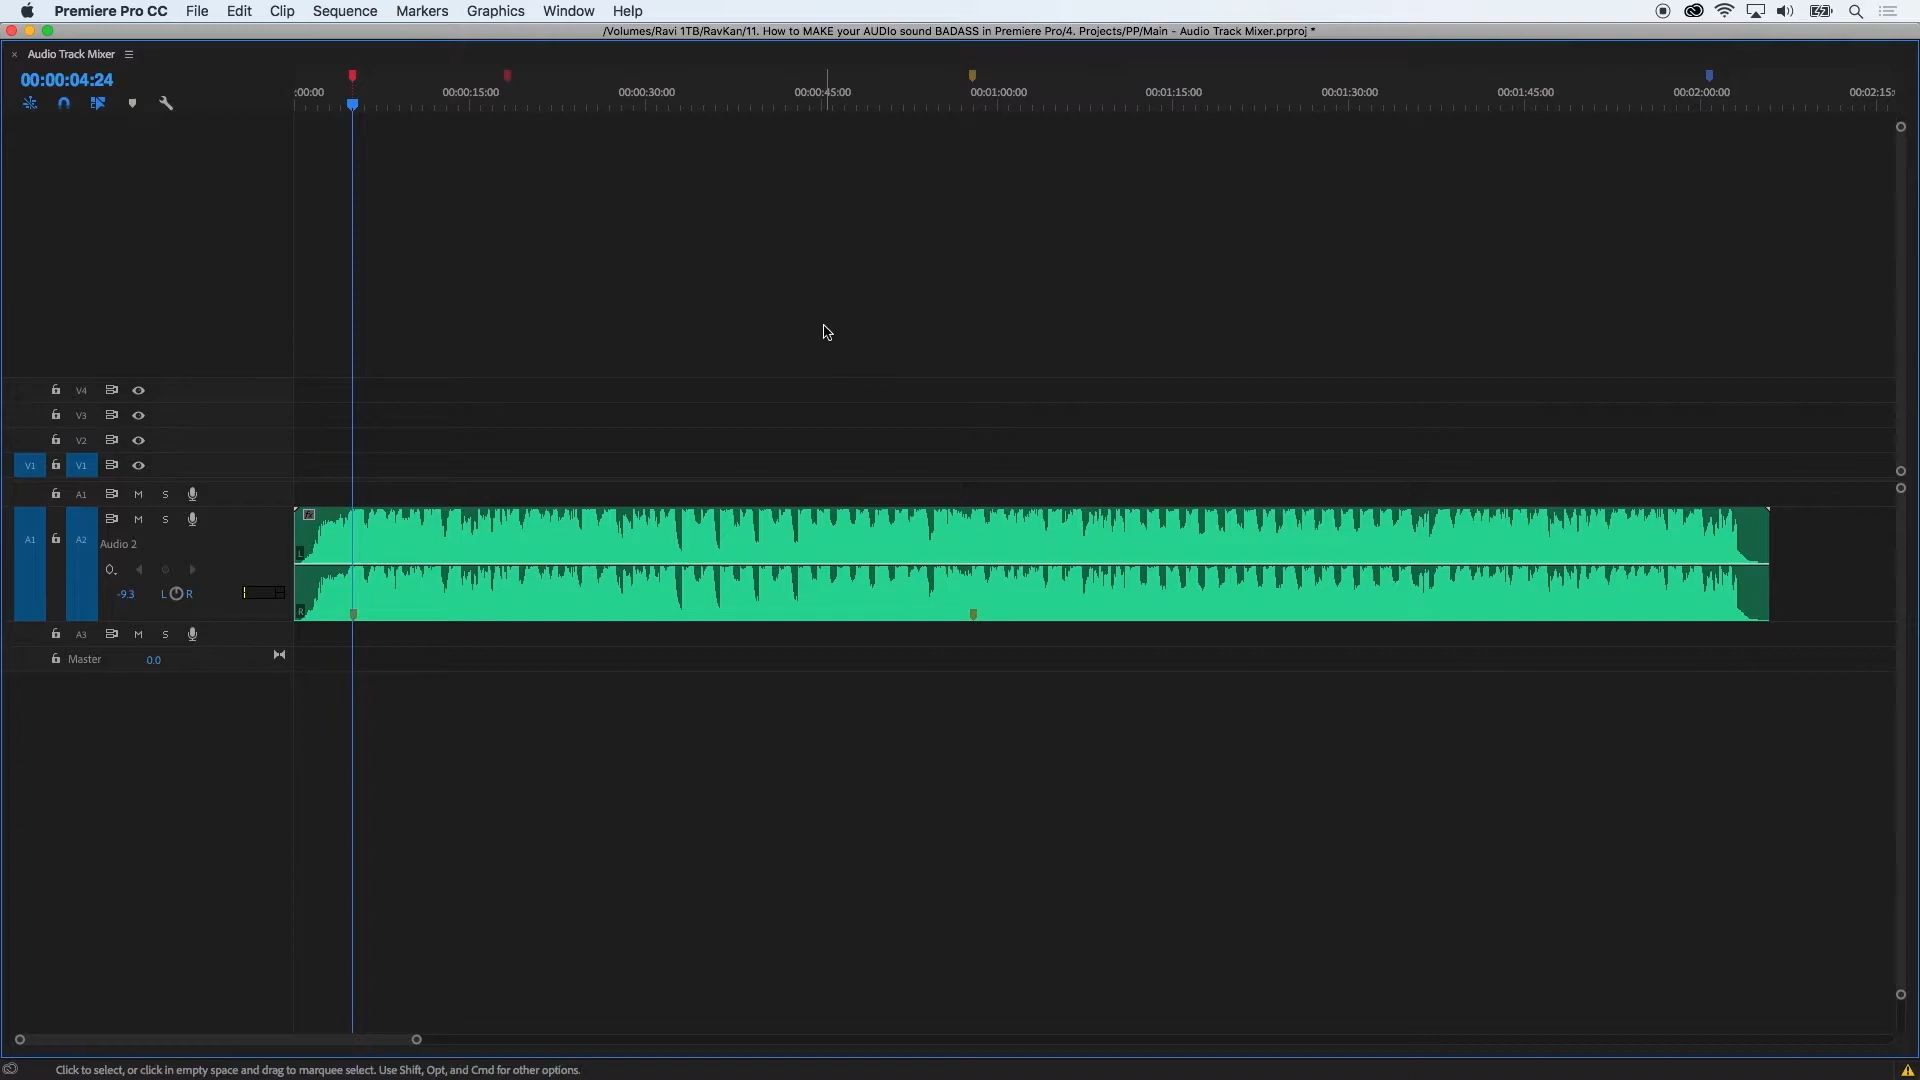 Premiere Pro CC File Edit Clip Sequence Markers Graphics Window Help
/Volumes/Ravi 1TB/RavKan/11. How to MAKE your AUDIo sound BADASS in Premiere Pro/4. Projects/PP/Main - Audio Track Mixer.prproj *
× Audio Track Mixer
00:00:04:24
:00:00 00:00:15:00 00:00:30:00 00:00:45:00 00:01:00:00 00:01:15:00 00:01:30:00 00:01:45:00 00:02:00:00 00:02:15:
V4
V3
V2
V1 V1
A1 M S
M S fx
A1 A2
Audio 2
L
-9.3 L R
R
A3 M S
Master 0.0
Click to select, or click in empty space and drag to marquee select. Use Shift, Opt, and Cmd for other options.